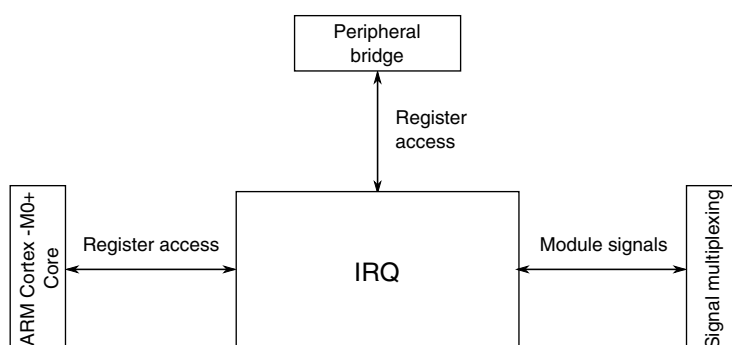 Peripheral
bridge
Register
access
ARM Cortex -M0+
Core
Register access
IRQ
Module signals
Signal multiplexing